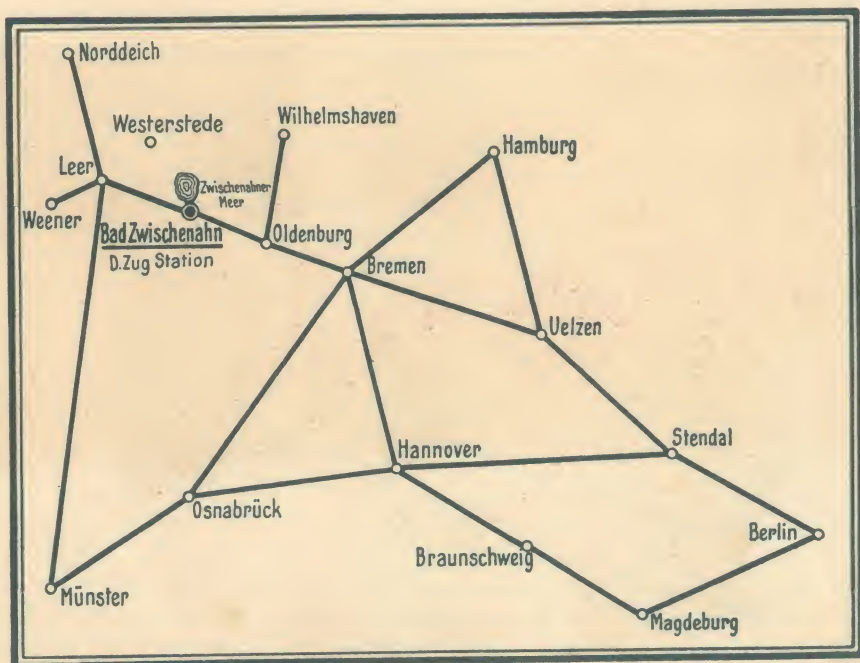 Norddeich
Westerstede
Wilhelmshaven
Hamburg
Leer
Zwischenahner
Meer
Weener
Bad Zwischenahn
D.Zug Station
Oldenburg
Bremen
Uelzen
Hannover
Stendal
Osnabrück
Braunschweig
Berlin
Münster
Magdeburg